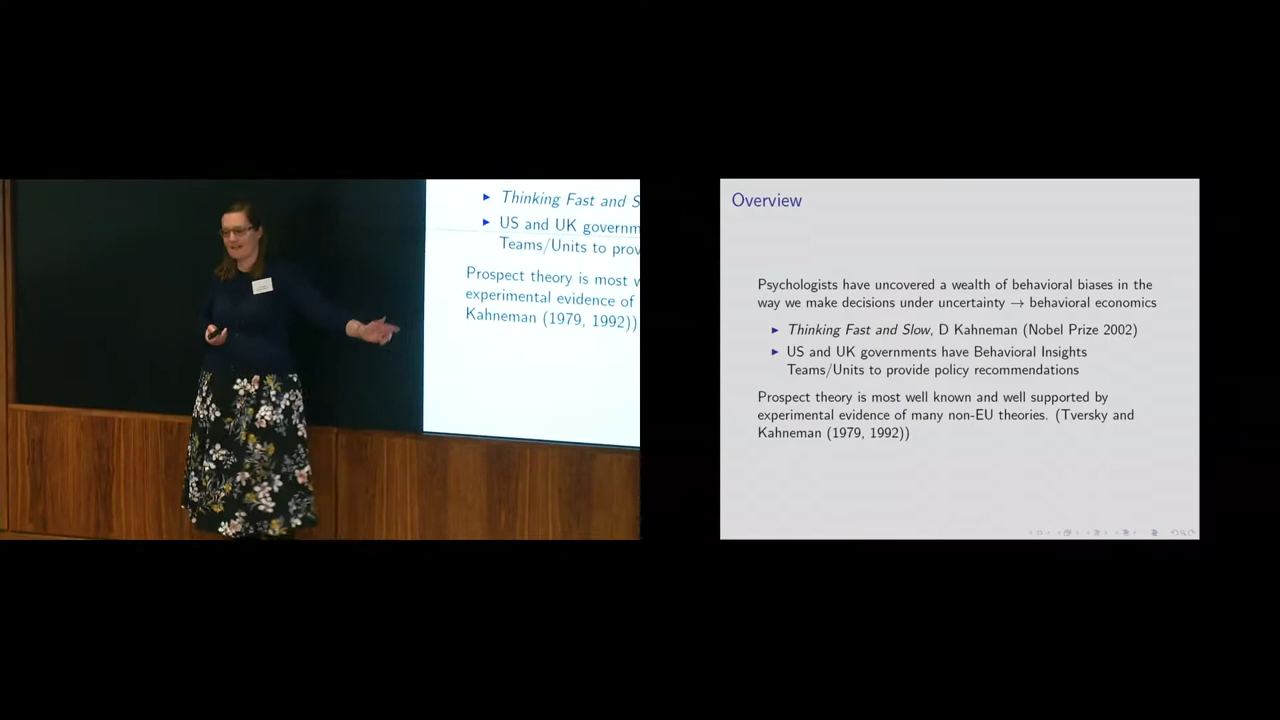 Thinking Fast and S
US and UK governm
Teams/Units to prov
Prospect theory is most w
experimental evidence of
Kahneman (1979, 1992))
Overview
Psychologists have uncovered a wealth of behavioral biases in the
way we make decisions under uncertainty → behavioral economics
Thinking Fast and Slow, D Kahneman (Nobel Prize 2002)
US and UK governments have Behavioral Insights
Teams/Units to provide policy recommendations
Prospect theory is most well known and well supported by
experimental evidence of many non-EU theories. (Tversky and
Kahneman (1979, 1992))